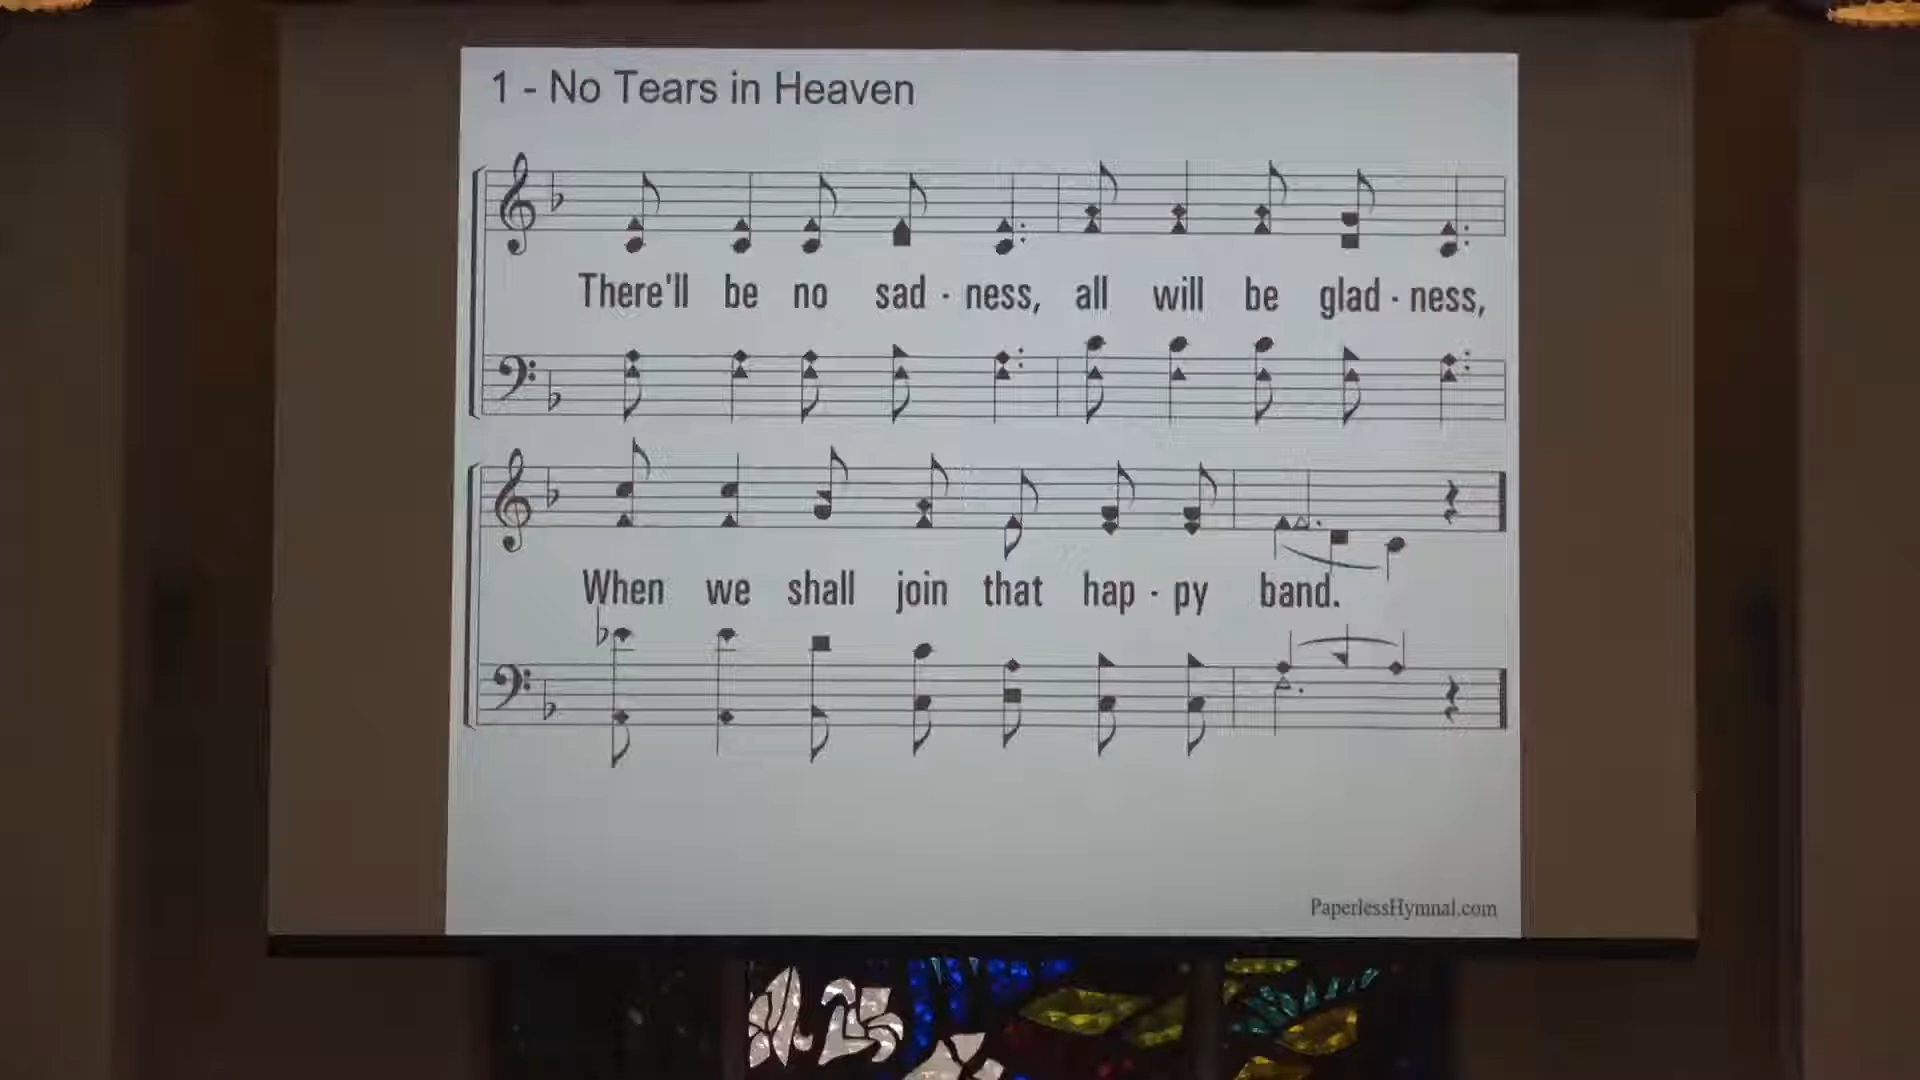 1 - No Tears in Heaven
There'll be no sad - ness, all will be glad - ness,
When we shall join that hap - py band.
PaperlessHymnal.com